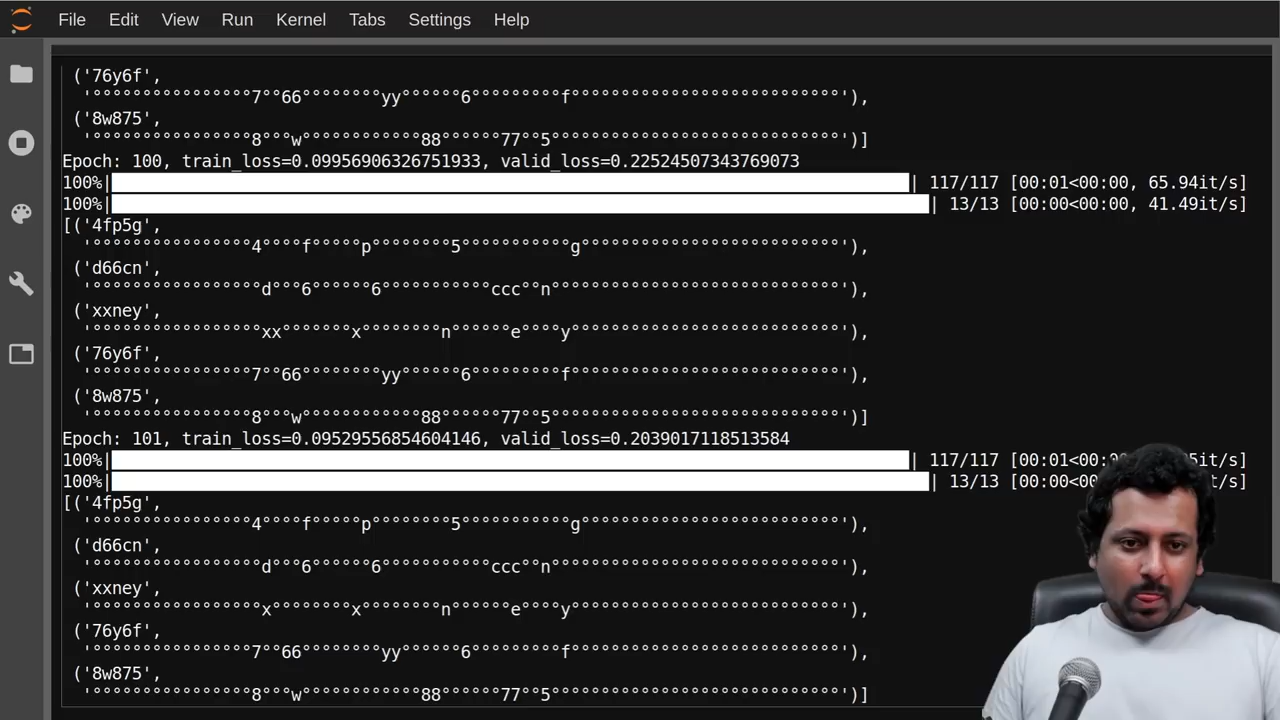 File Edit View Run Kernel Tabs Settings Help
('76y6f',
'°°°°°°°°°°°°°°°°7°°66°°°°°°°°yy°°°°°°6°°°°°°°°°f°°°°°°°°°°°°°°°°°°°°°°°°°°°'),
('8w875',
'°°°°°°°°°°°°°°°°8°°°w°°°°°°°°°°°°88°°°°°°77°°5°°°°°°°°°°°°°°°°°°°°°°°°°°°°°')]
Epoch: 100, train_loss=0.09956906326751933, valid_loss=0.22524507343769073
100%| | 117/117 [00:01<00:00, 65.94it/s]
100%| | 13/13 [00:00<00:00, 41.49it/s]
[('4fp5g',
'°°°°°°°°°°°°°°°°4°°°°f°°°°°p°°°°°°°°5°°°°°°°°°°°g°°°°°°°°°°°°°°°°°°°°°°°°°°'),
('d66cn',
'°°°°°°°°°°°°°°°°°d°°°6°°°°°°6°°°°°°°°°°°ccc°°n°°°°°°°°°°°°°°°°°°°°°°°°°°°°°'),
('xxney',
'°°°°°°°°°°°°°°°°°xx°°°°°°°x°°°°°°°°n°°°°°°e°°°°y°°°°°°°°°°°°°°°°°°°°°°°°°°°'),
('76y6f',
'°°°°°°°°°°°°°°°°7°°66°°°°°°°°yy°°°°°°6°°°°°°°°°f°°°°°°°°°°°°°°°°°°°°°°°°°°°'),
('8w875',
'°°°°°°°°°°°°°°°°8°°°w°°°°°°°°°°°°88°°°°°°77°°5°°°°°°°°°°°°°°°°°°°°°°°°°°°°°')]
Epoch: 101, train_loss=0.09529556854604146, valid_loss=0.2039017118513584
100%| | 117/117 [00:01<00:00, 5it/s]
100%| | 13/13 [00:00<00:00, it/s]
[('4fp5g',
'°°°°°°°°°°°°°°°°4°°°°f°°°°°p°°°°°°°°5°°°°°°°°°°°g°°°°°°°°°°°°°°°°°°°°°°°°°°'),
('d66cn',
'°°°°°°°°°°°°°°°°°d°°°6°°°°°°6°°°°°°°°°°°ccc°°n°°°°°°°°°°°°°°°°°°°°°°°°°°°°°'),
('xxney',
'°°°°°°°°°°°°°°°°°x°°°°°°°°x°°°°°°°°n°°°°°°e°°°°y°°°°°°°°°°°°°°°°°°°°°°°°°°°'),
('76y6f',
'°°°°°°°°°°°°°°°°7°°66°°°°°°°°yy°°°°°°6°°°°°°°°°f°°°°°°°°°°°°°°°°°°°°°°°°°°°'),
('8w875',
'°°°°°°°°°°°°°°°°8°°°w°°°°°°°°°°°°88°°°°°°77°°5°°°°°°°°°°°°°°°°°°°°°°°°°°°°°')]